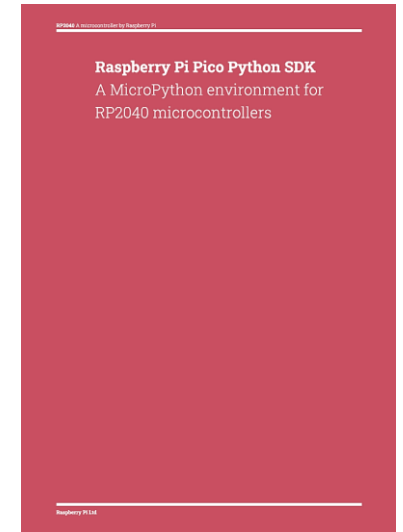 RP2040 A microcontroller by Raspberry Pi
Raspberry Pi Pico Python SDK
A MicroPython environment for
RP2040 microcontrollers
Raspberry Pi Ltd